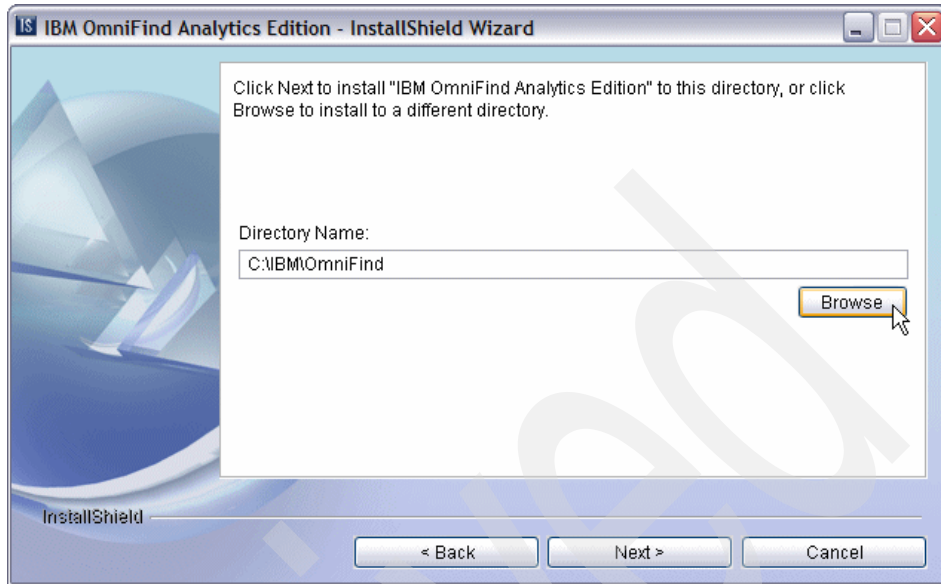 IS IBM OmniFind Analytics Edition - InstallShield Wizard
Click Next to install "IBM OmniFind Analytics Edition" to this directory, or click
Browse to install to a different directory.
Directory Name:
C:\IBM\OmniFind
Browse
InstallShield
< Back Next > Cancel